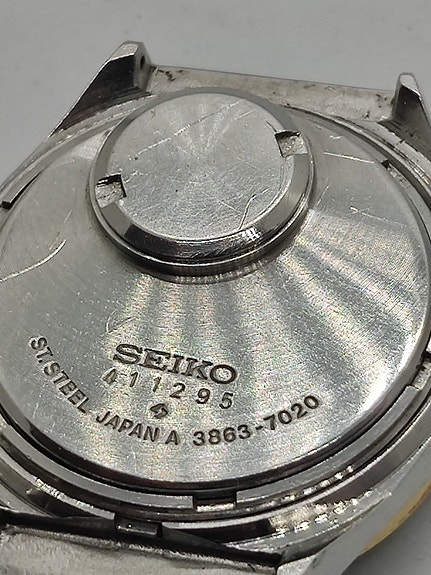 SEIKO
411295
ST.STEEL JAPAN A 3863-7020